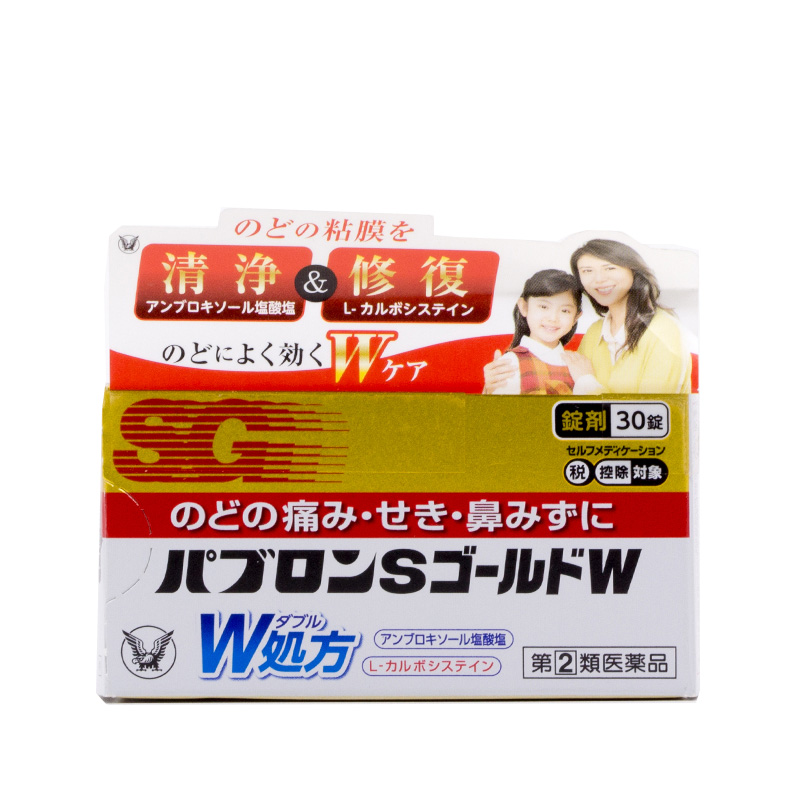 のどの粘膜を
清浄 & 修復
アンブロキソール塩酸塩 L-カルボシステイン
のどによく効く Wケア
SG
錠剤 30錠
セルフメディケーション
税 控除 対象
のどの痛み・せき・鼻みずに
パブロンSゴールドW
ダブル
W処方
アンブロキソール塩酸塩
L-カルボシステイン
第②類医薬品